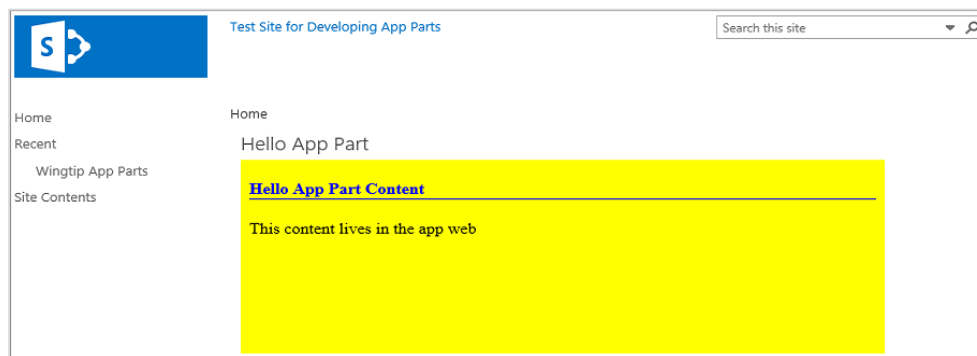 S
Test Site for Developing App Parts
Search this site
Home
Recent
Wingtip App Parts
Site Contents
Home
Hello App Part
Hello App Part Content
This content lives in the app web